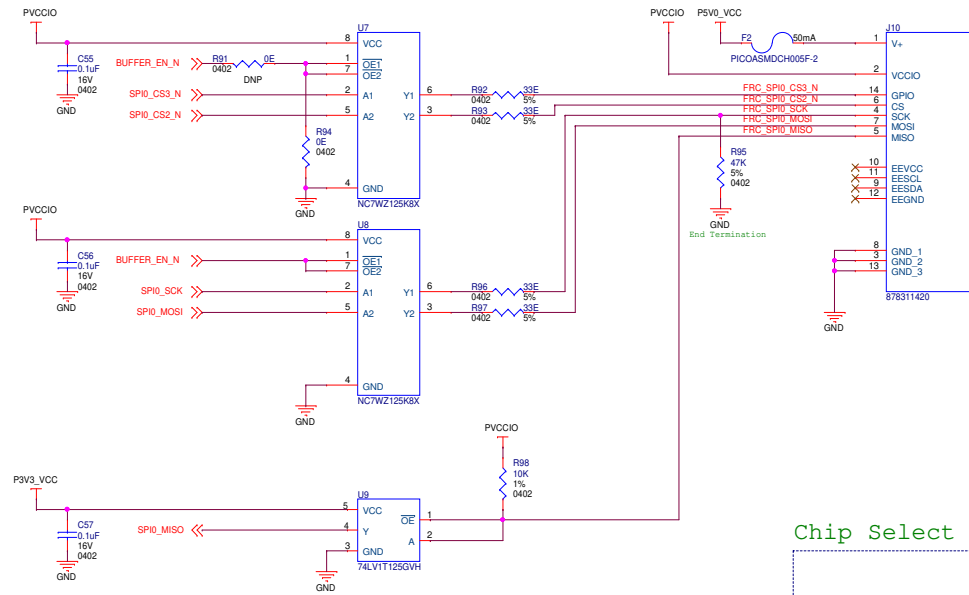 PVCCIO
C55
0.1uF
16V
0402
GND
BUFFER_EN_N
R91
0E
0402
DNP
SPI0_CS3_N
SPI0_CS2_N
R94
0E
0402
GND
U7
8 VCC
1 OE1
7 OE2
2 A1
5 A2
Y1 6
Y2 3
4 GND
NC7WZ125K8X
R92 33E
0402 5%
R93 33E
0402 5%
PVCCIO
P5V0_VCC
F2 50mA
PICOASMDCH005F-2
FRC_SPI0_CS3_N
FRC_SPI0_CS2_N
FRC_SPI0_SCK
FRC_SPI0_MOSI
FRC_SPI0_MISO
R95
47K
5%
0402
GND
End Termination
J10
1 V+
2 VCCIO
14 GPIO
6 CS
4 SCK
7 MOSI
5 MISO
10 EEVCC
11 EESCL
9 EESDA
12 EEGND
8 GND_1
3 GND_2
13 GND_3
878311420
GND
PVCCIO
C56
0.1uF
16V
0402
GND
BUFFER_EN_N
SPI0_SCK
SPI0_MOSI
U8
8 VCC
1 OE1
7 OE2
2 A1
5 A2
Y1 6
Y2 3
4 GND
NC7WZ125K8X
GND
R96 33E
0402 5%
R97 33E
0402 5%
P3V3_VCC
C57
0.1uF
16V
0402
GND
SPI0_MISO
U9
5 VCC
4 Y
3 GND
OE 1
A 2
74LV1T125GVH
GND
PVCCIO
R98
10K
1%
0402
Chip Select